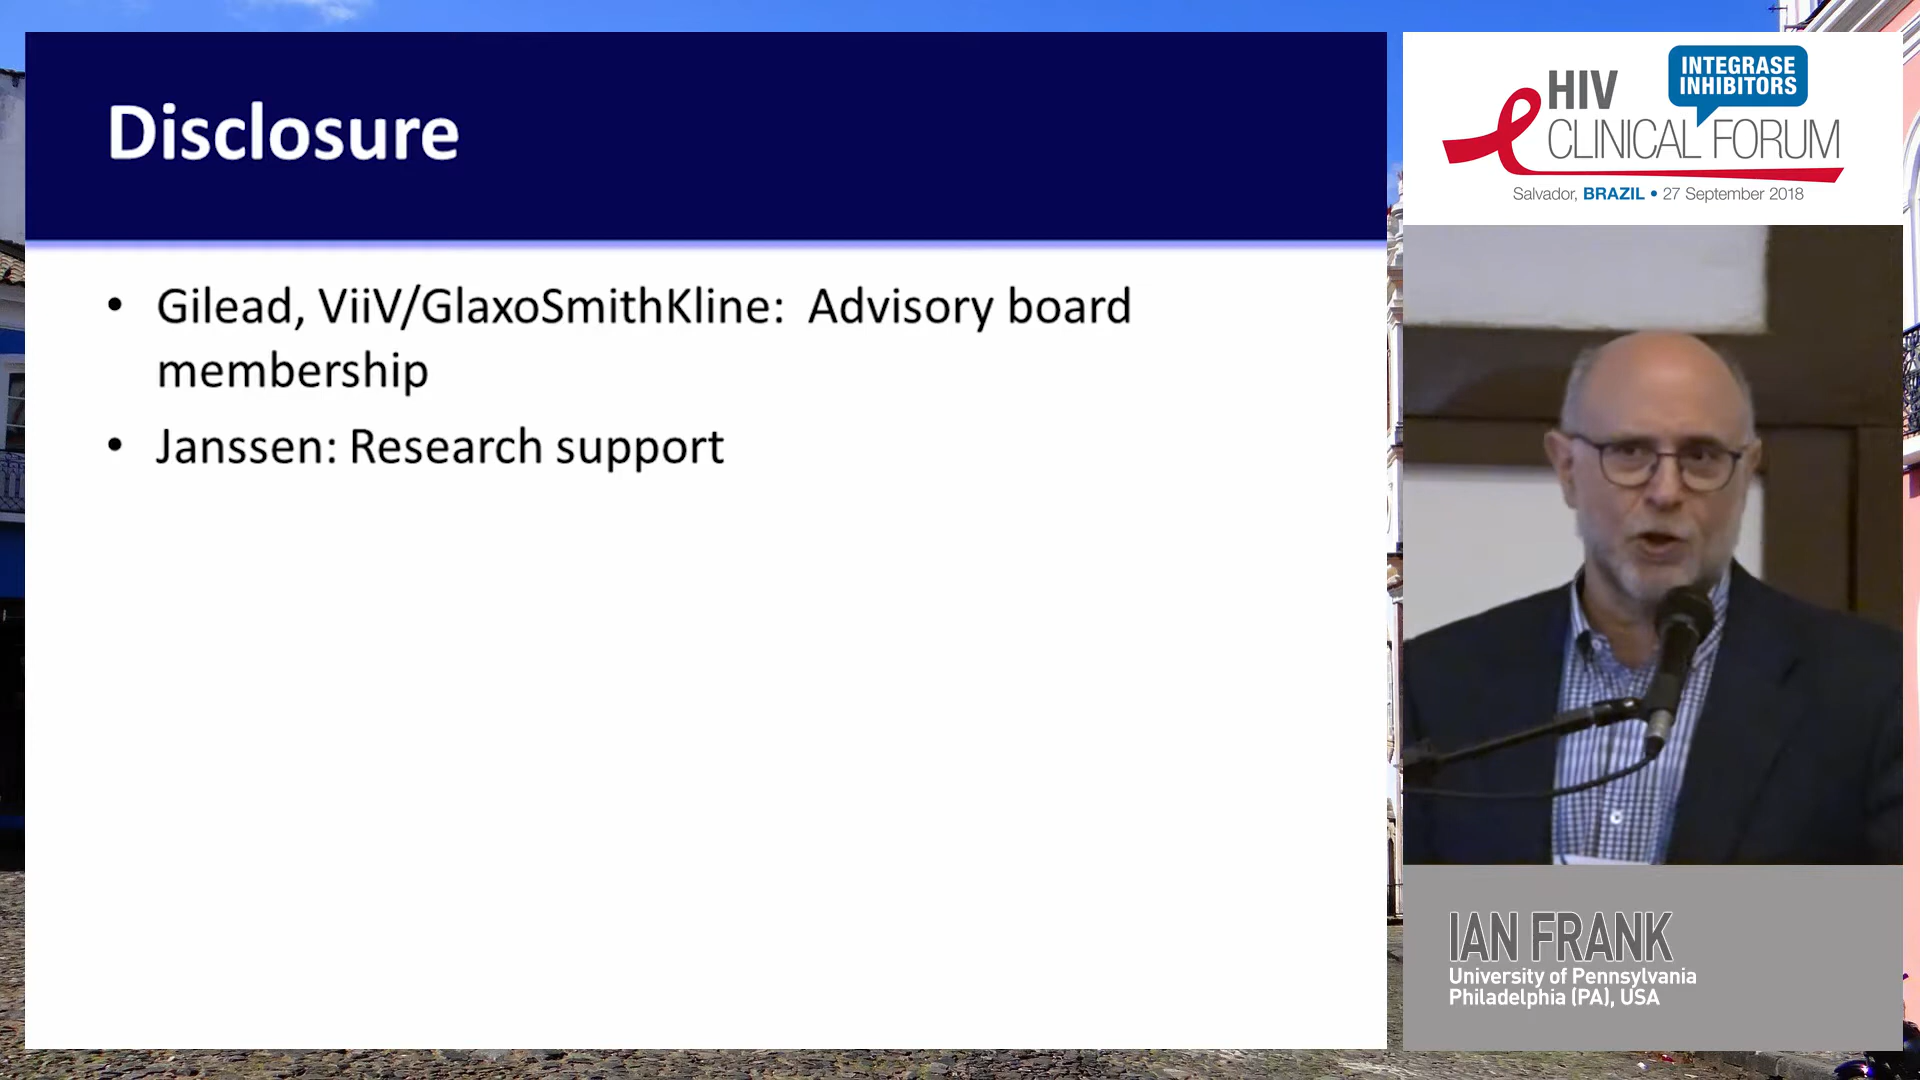 Disclosure
• Gilead, ViiV/GlaxoSmithKline: Advisory board
membership
• Janssen: Research support
HIV
INTEGRASE
INHIBITORS
CLINICAL FORUM
Salvador, BRAZIL • 27 September 2018
IAN FRANK
University of Pennsylvania
Philadelphia (PA), USA